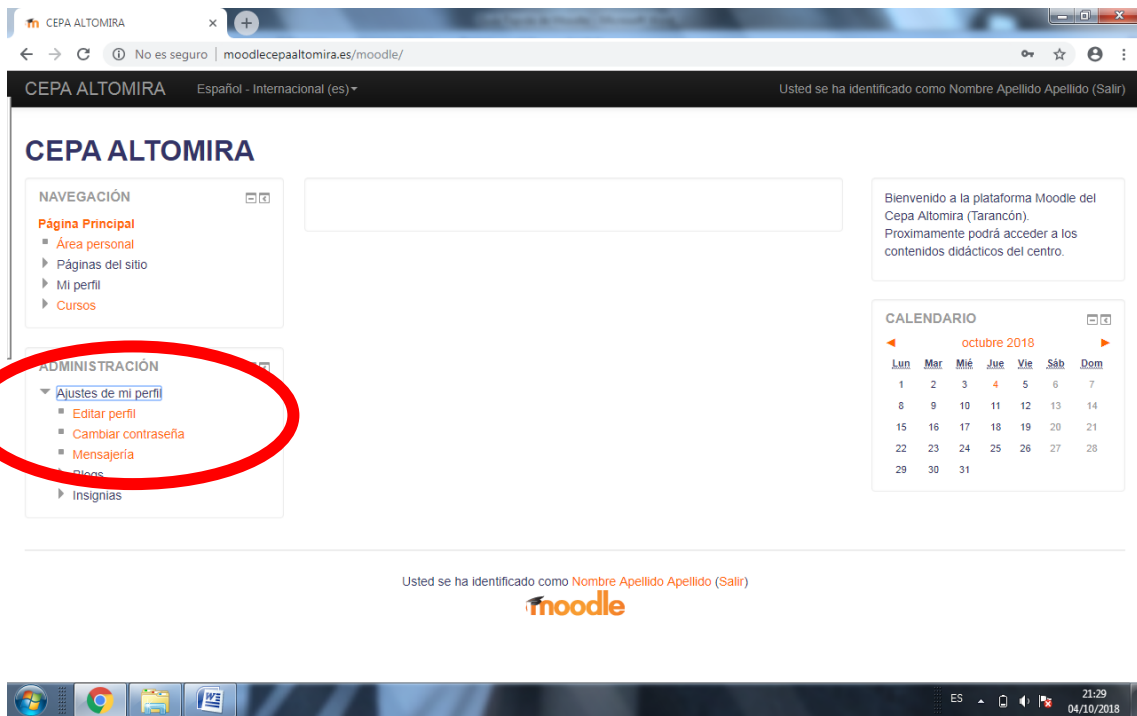 CEPA ALTOMIRA
No es seguro | moodlecepaaltomira.es/moodle/
CEPA ALTOMIRA Español - Internacional (es) Usted se ha identificado como Nombre Apellido Apellido (Salir)
CEPA ALTOMIRA
NAVEGACIÓN
Página Principal
Área personal
Páginas del sitio
Mi perfil
Cursos
ADMINISTRACIÓN
Ajustes de mi perfil
Editar perfil
Cambiar contraseña
Mensajería
Blogs
Insignias
Bienvenido a la plataforma Moodle del
Cepa Altomira (Tarancón).
Proximamente podrá acceder a los
contenidos didácticos del centro.
CALENDARIO
octubre 2018
Lun Mar Mié Jue Vie Sáb Dom
1 2 3 4 5 6 7
8 9 10 11 12 13 14
15 16 17 18 19 20 21
22 23 24 25 26 27 28
29 30 31
Usted se ha identificado como Nombre Apellido Apellido (Salir)
moodle
ES 21:29
04/10/2018